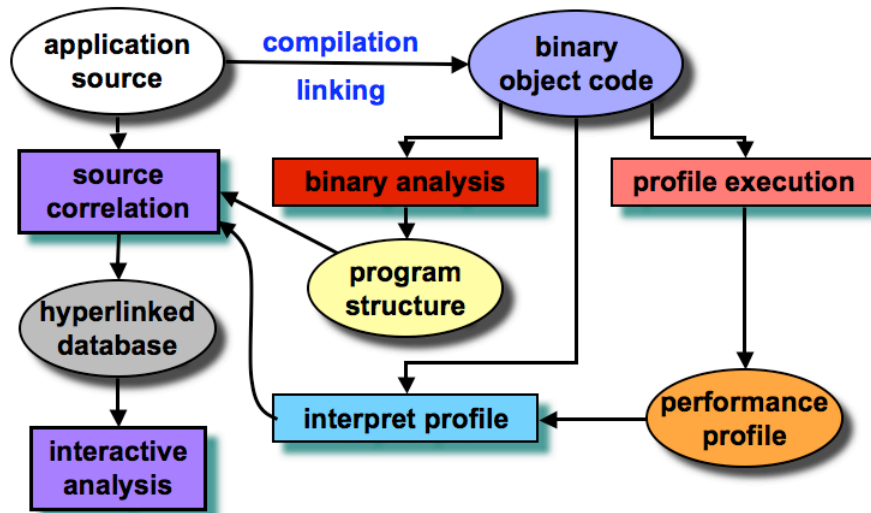 application
source
compilation
linking
binary
object code
source
correlation
binary analysis
profile execution
program
structure
hyperlinked
database
interpret profile
performance
profile
interactive
analysis